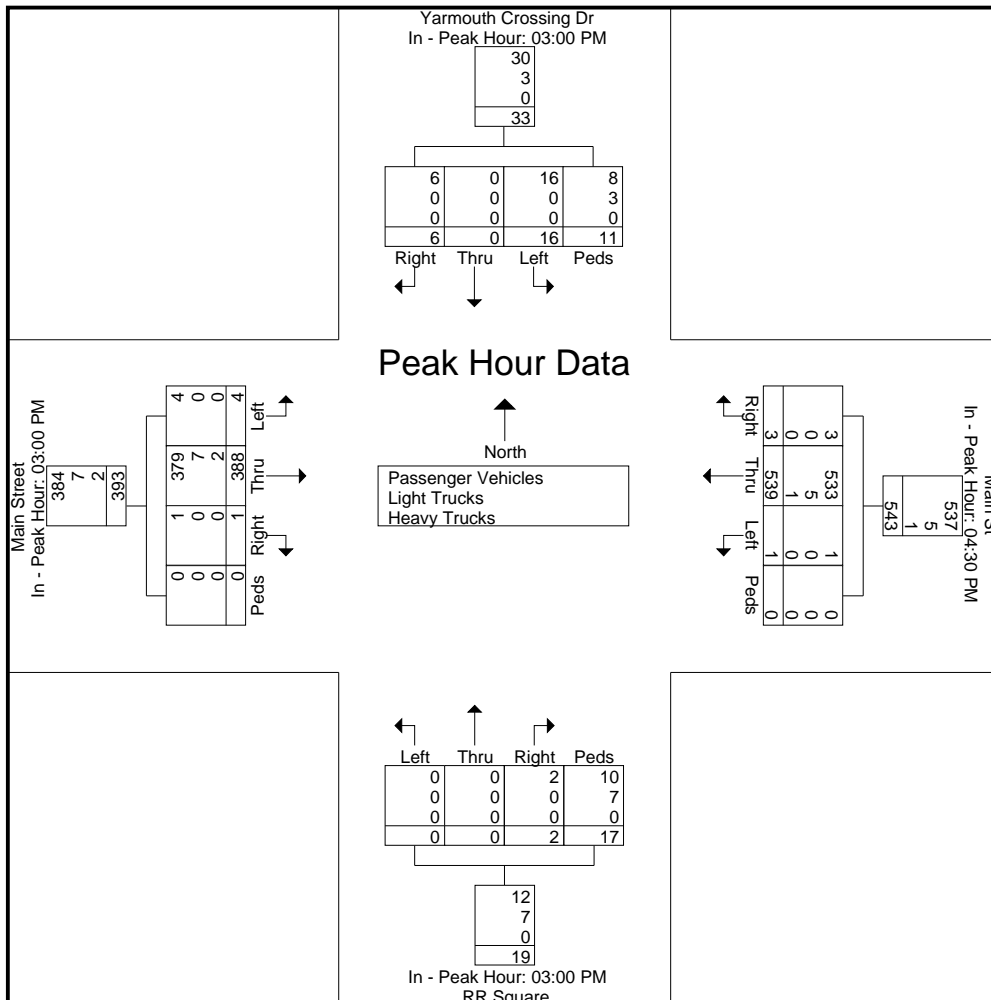 Yarmouth Crossing Dr
In - Peak Hour: 03:00 PM
30
3
0
33
6 0 16 8
0 0 0 3
0 0 0 0
6 0 16 11
Right Thru Left Peds
Peak Hour Data
North
Passenger Vehicles
Light Trucks
Heavy Trucks
Main Street
In - Peak Hour: 03:00 PM
384
7
2
393
4 379 1 0
0 7 0 0
0 2 0 0
4 388 1 0
Left Thru Right Peds
Main St
In - Peak Hour: 04:30 PM
537
5
1
543
3 533 1 0
0 5 0 0
0 1 0 0
3 539 1 0
Right Thru Left Peds
Left Thru Right Peds
0 0 2 10
0 0 0 7
0 0 0 0
0 0 2 17
12
7
0
19
In - Peak Hour: 03:00 PM
RR Square